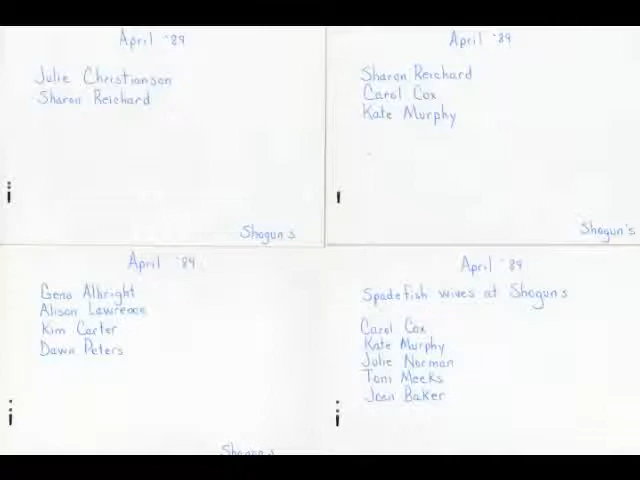 April '89
Julie Christianson
Sharon Reichard
Shogun's
April '89
Sharon Reichard
Carol Cox
Kate Murphy
Shogun's
April '89
Gena Albright
Alison Lawrence
Kim Carter
Dawn Peters
Shogun's
April '89
Spadefish wives at Shogun's
Carol Cox
Kate Murphy
Julie Norman
Toni Meeks
Joan Baker